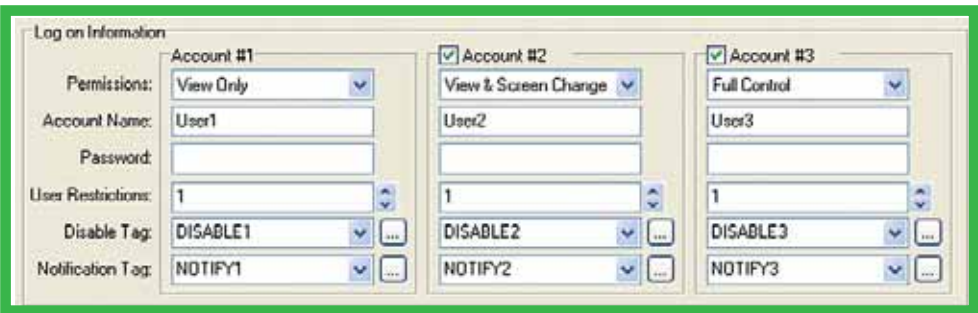 Log on Information
Account #1 Account #2 Account #3
Permissions: View Only View & Screen Change Full Control
Account Name: User1 User2 User3
Password:
User Restrictions: 1 1 1
Disable Tag: DISABLE1 ... DISABLE2 ... DISABLE3 ...
Notification Tag: NOTIFY1 ... NOTIFY2 ... NOTIFY3 ...